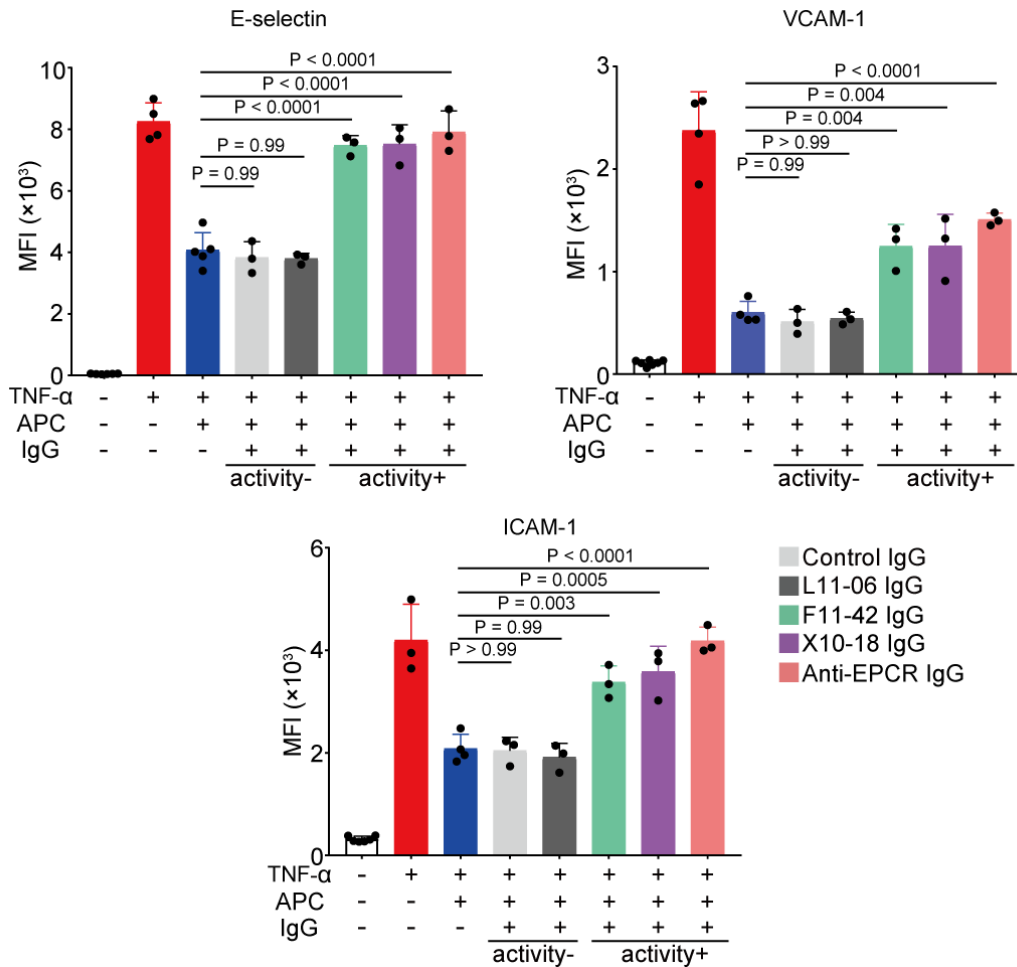 E-selectin
MFI (×10³)
10
8
6
4
2
0
P < 0.0001
P < 0.0001
P < 0.0001
P = 0.99
P = 0.99
TNF-α - + + + + + + +
APC - - + + + + + +
IgG - - - + + + + +
activity- activity+
VCAM-1
MFI (×10³)
3
2
1
0
P < 0.0001
P = 0.004
P = 0.004
P > 0.99
P = 0.99
TNF-α - + + + + + + +
APC - - + + + + + +
IgG - - - + + + + +
activity- activity+
ICAM-1
MFI (×10³)
6
4
2
0
P < 0.0001
P = 0.0005
P = 0.003
P = 0.99
P > 0.99
TNF-α - + + + + + + +
APC - - + + + + + +
IgG - - - + + + + +
activity- activity+
Control IgG
L11-06 IgG
F11-42 IgG
X10-18 IgG
Anti-EPCR IgG